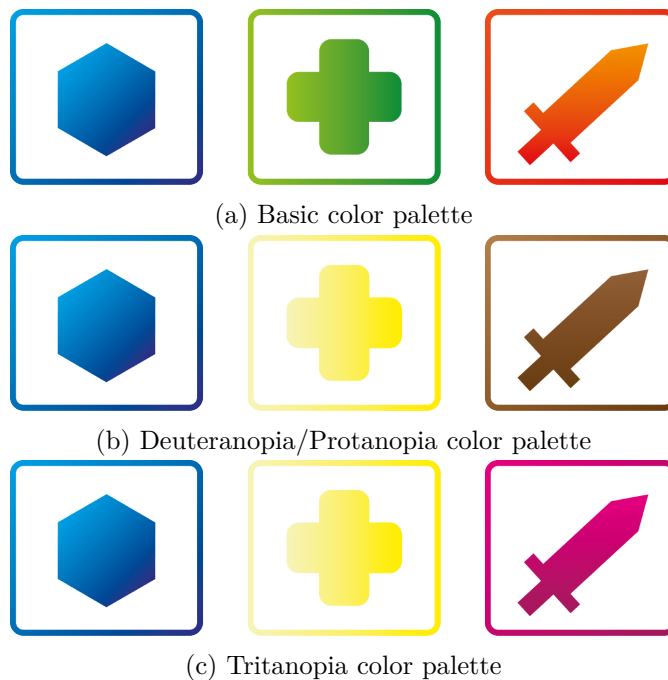 (a) Basic color palette
(b) Deuteranopia/Protanopia color palette
(c) Tritanopia color palette